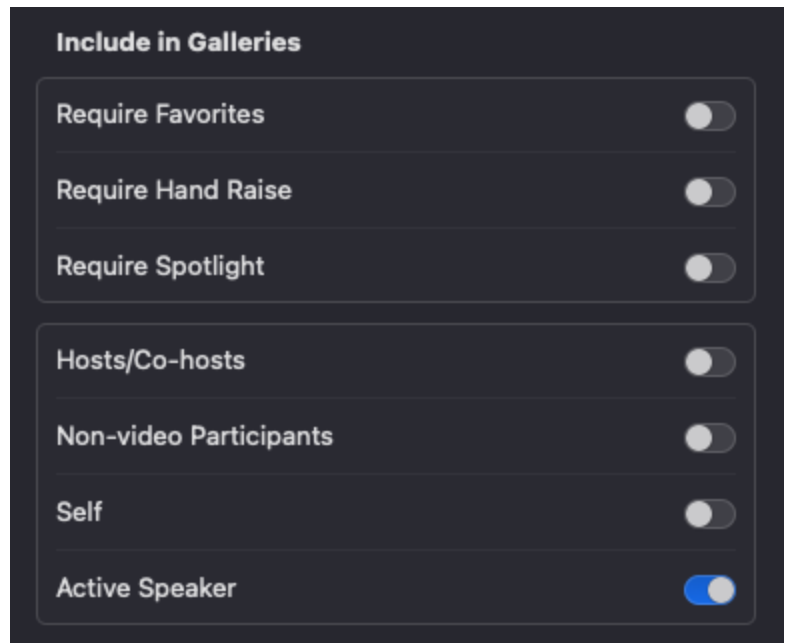 Include in Galleries
Require Favorites
Require Hand Raise
Require Spotlight
Hosts/Co-hosts
Non-video Participants
Self
Active Speaker